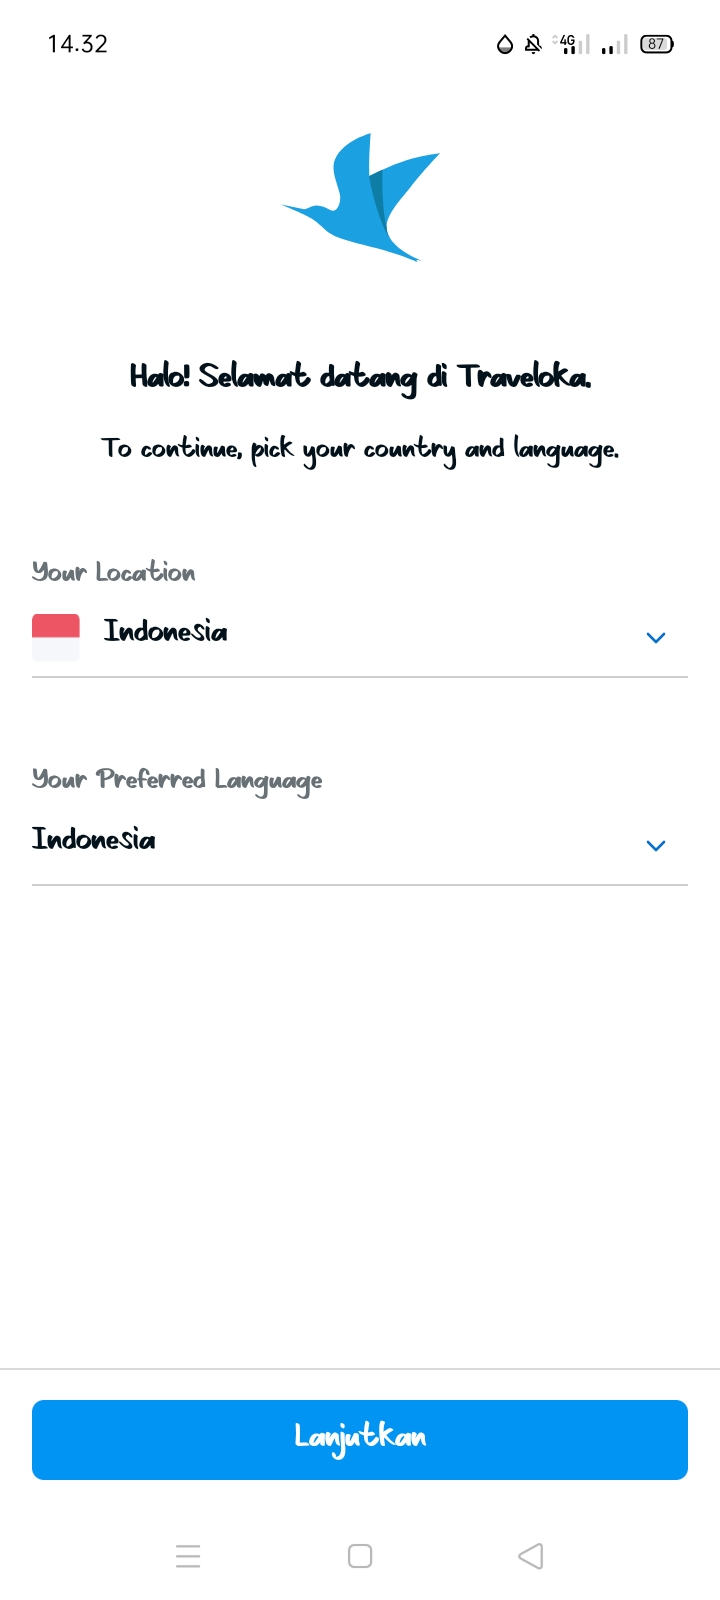 14.32
4G
87
Halo! Selamat datang di Traveloka.
To continue, pick your country and language.
Your Location
Indonesia
Your Preferred Language
Indonesia
Lanjutkan